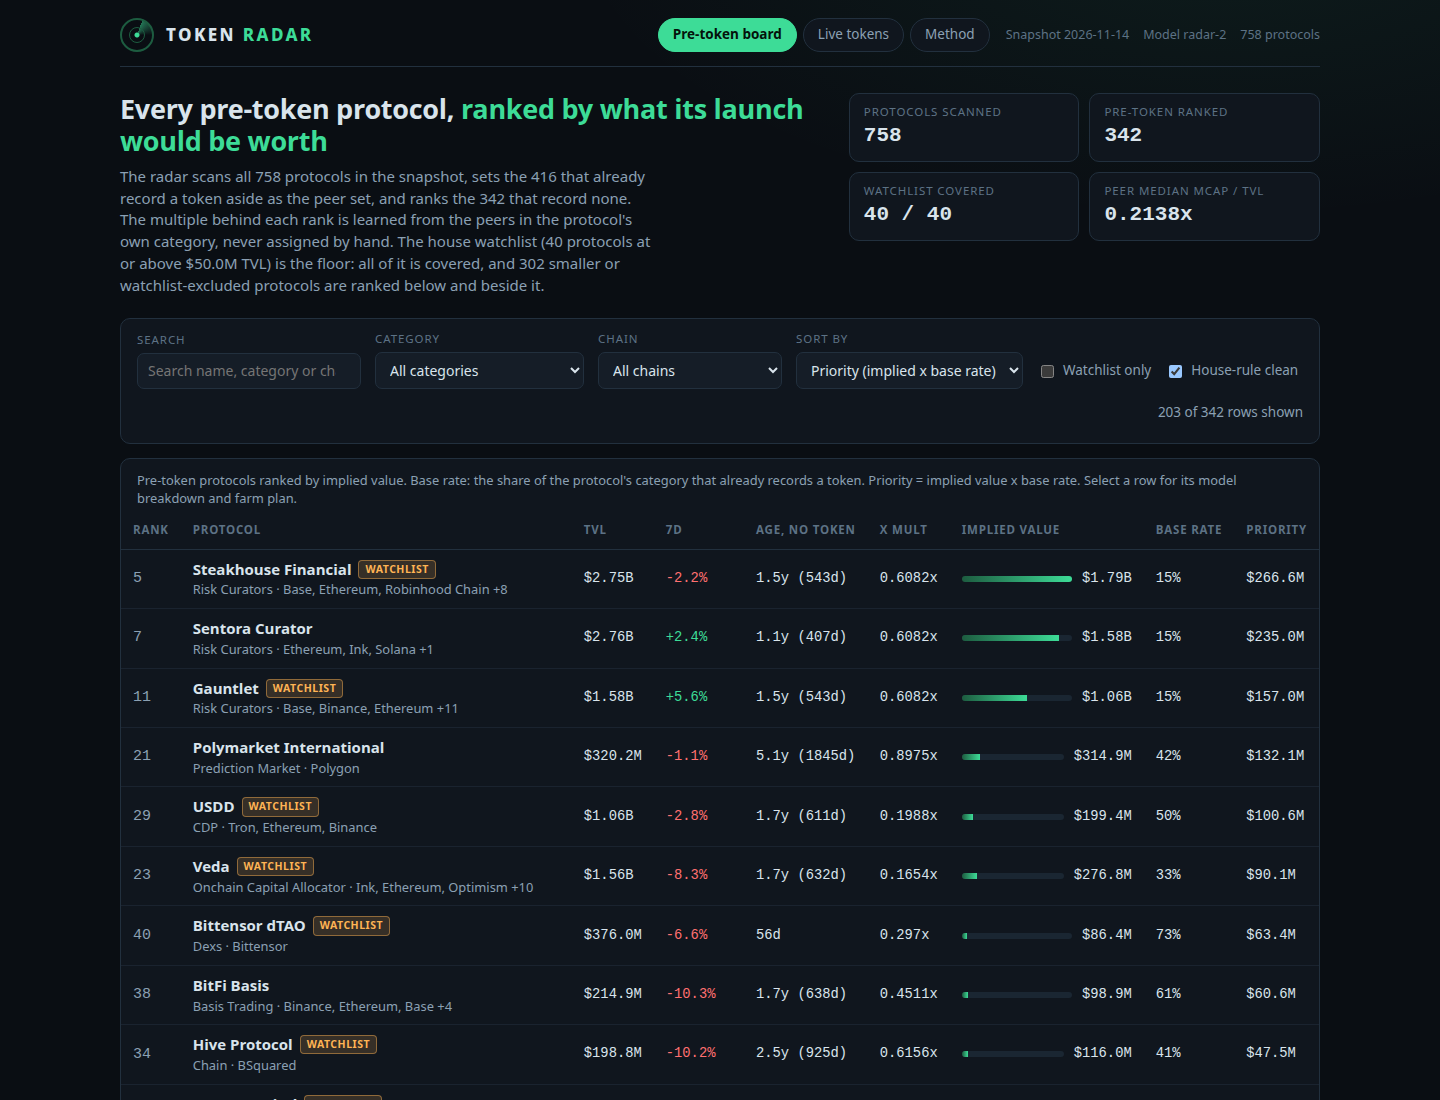 TOKEN RADAR
Pre-token board Live tokens Method Snapshot 2026-11-14 Model radar-2 758 protocols
Every pre-token protocol, ranked by what its launch
would be worth
The radar scans all 758 protocols in the snapshot, sets the 416 that already
record a token aside as the peer set, and ranks the 342 that record none.
The multiple behind each rank is learned from the peers in the protocol's
own category, never assigned by hand. The house watchlist (40 protocols at
or above $50.0M TVL) is the floor: all of it is covered, and 302 smaller or
watchlist-excluded protocols are ranked below and beside it.
PROTOCOLS SCANNED
758
PRE-TOKEN RANKED
342
WATCHLIST COVERED
40 / 40
PEER MEDIAN MCAP / TVL
0.2138x
SEARCH
Search name, category or ch
CATEGORY
All categories
CHAIN
All chains
SORT BY
Priority (implied x base rate)
Watchlist only
House-rule clean
203 of 342 rows shown
Pre-token protocols ranked by implied value. Base rate: the share of the protocol's category that already records a token. Priority = implied value x base rate. Select a row for its model
breakdown and farm plan.
RANK PROTOCOL TVL 7D AGE, NO TOKEN X MULT IMPLIED VALUE BASE RATE PRIORITY
5 Steakhouse Financial WATCHLIST $2.75B -2.2% 1.5y (543d) 0.6082x $1.79B 15% $266.6M
Risk Curators · Base, Ethereum, Robinhood Chain +8
7 Sentora Curator $2.76B +2.4% 1.1y (407d) 0.6082x $1.58B 15% $235.0M
Risk Curators · Ethereum, Ink, Solana +1
11 Gauntlet WATCHLIST $1.58B +5.6% 1.5y (543d) 0.6082x $1.06B 15% $157.0M
Risk Curators · Base, Binance, Ethereum +11
21 Polymarket International $320.2M -1.1% 5.1y (1845d) 0.8975x $314.9M 42% $132.1M
Prediction Market · Polygon
29 USDD WATCHLIST $1.06B -2.8% 1.7y (611d) 0.1988x $199.4M 50% $100.6M
CDP · Tron, Ethereum, Binance
23 Veda WATCHLIST $1.56B -8.3% 1.7y (632d) 0.1654x $276.8M 33% $90.1M
Onchain Capital Allocator · Ink, Ethereum, Optimism +10
40 Bittensor dTAO WATCHLIST $376.0M -6.6% 56d 0.297x $86.4M 73% $63.4M
Dexs · Bittensor
38 BitFi Basis $214.9M -10.3% 1.7y (638d) 0.4511x $98.9M 61% $60.6M
Basis Trading · Binance, Ethereum, Base +4
34 Hive Protocol WATCHLIST $198.8M -10.2% 2.5y (925d) 0.6156x $116.0M 41% $47.5M
Chain · BSquared